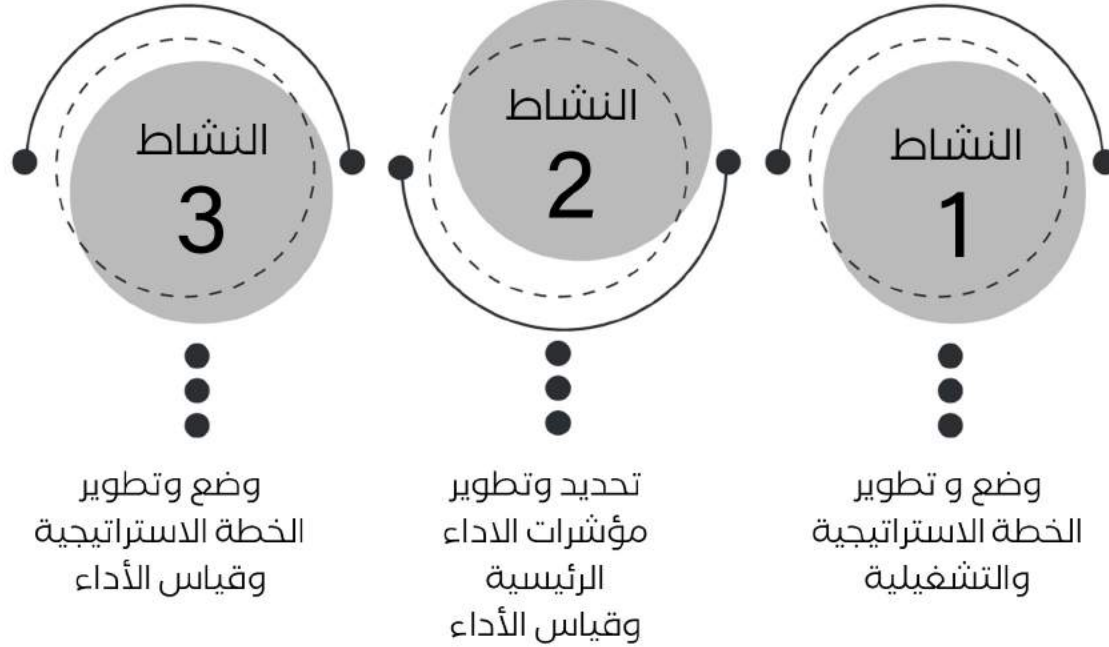 النشاط
1
وضع و تطوير
الخطة الاستراتيجية
والتشغيلية
النشاط
2
تحديد وتطوير
مؤشرات الاداء
الرئيسية
وقياس الأداء
النشاط
3
وضع وتطوير
الخطة الاستراتيجية
وقياس الأداء